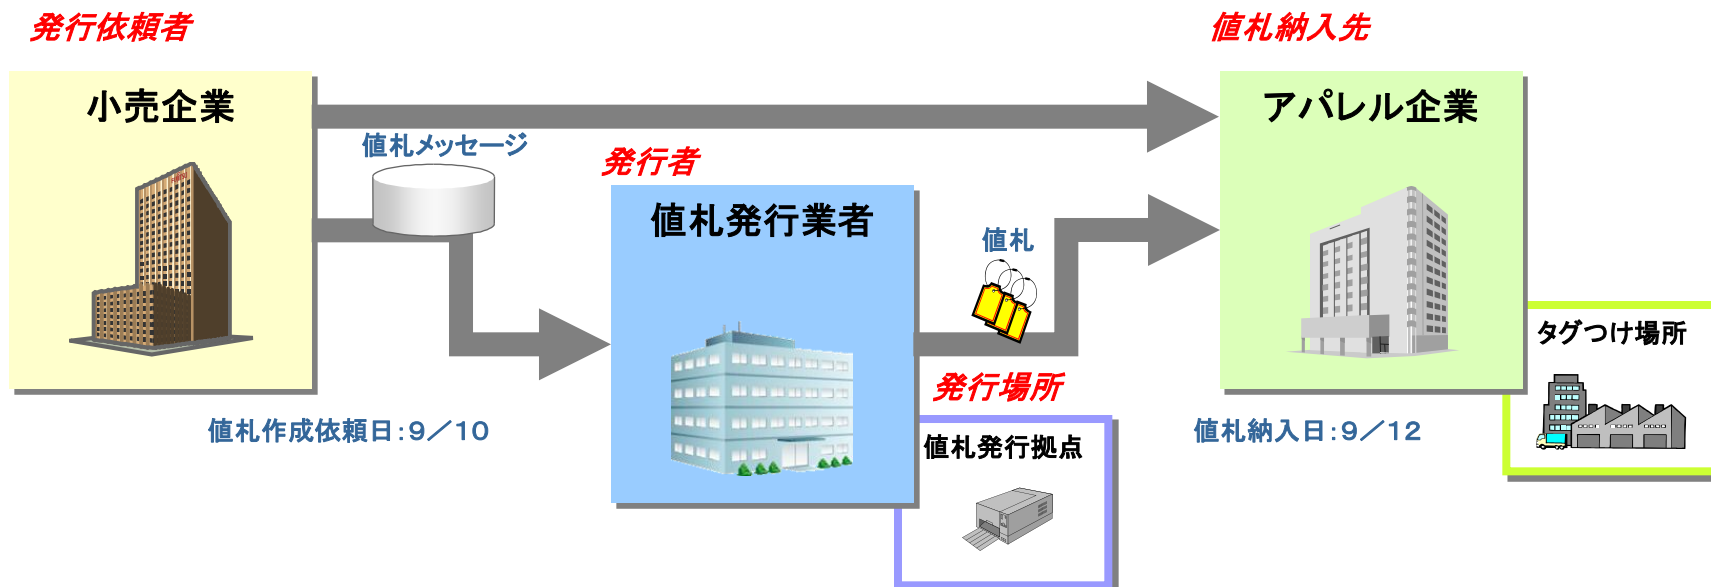 発行依頼者
値札納入先
小売企業
アパレル企業
値札メッセージ
発行者
値札発行業者
値札
タグつけ場所
発行場所
値札作成依頼日：９／１０
値札納入日：９／１２
値札発行拠点